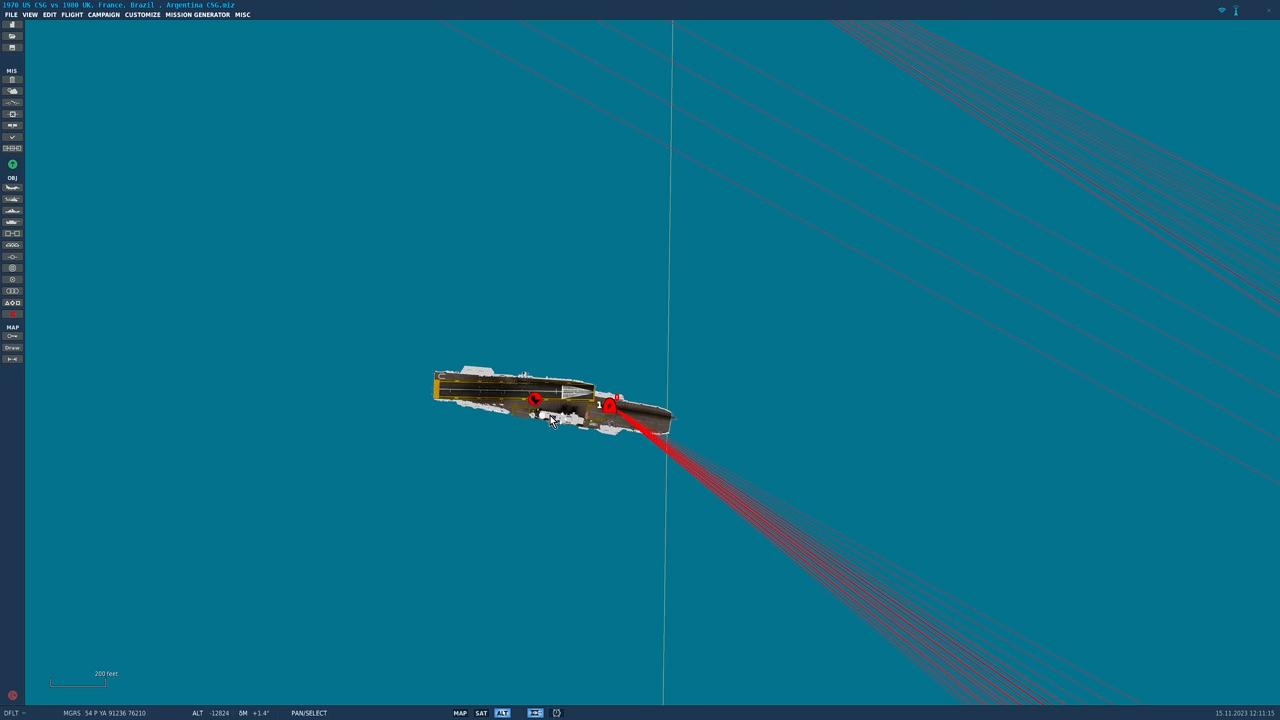 1970 US CSG vs 1980 UK, France, Brazil , Argentina CSG.miz
FILE VIEW EDIT FLIGHT CAMPAIGN CUSTOMIZE MISSION GENERATOR MISC
MIS
OBJ
MAP
Draw
1
200 feet
DFLT
MGRS 54 P YA 91236 76210
ALT -12824
δM +1.4°
PAN/SELECT
MAP SAT ALT
15.11.2023 12:11:15